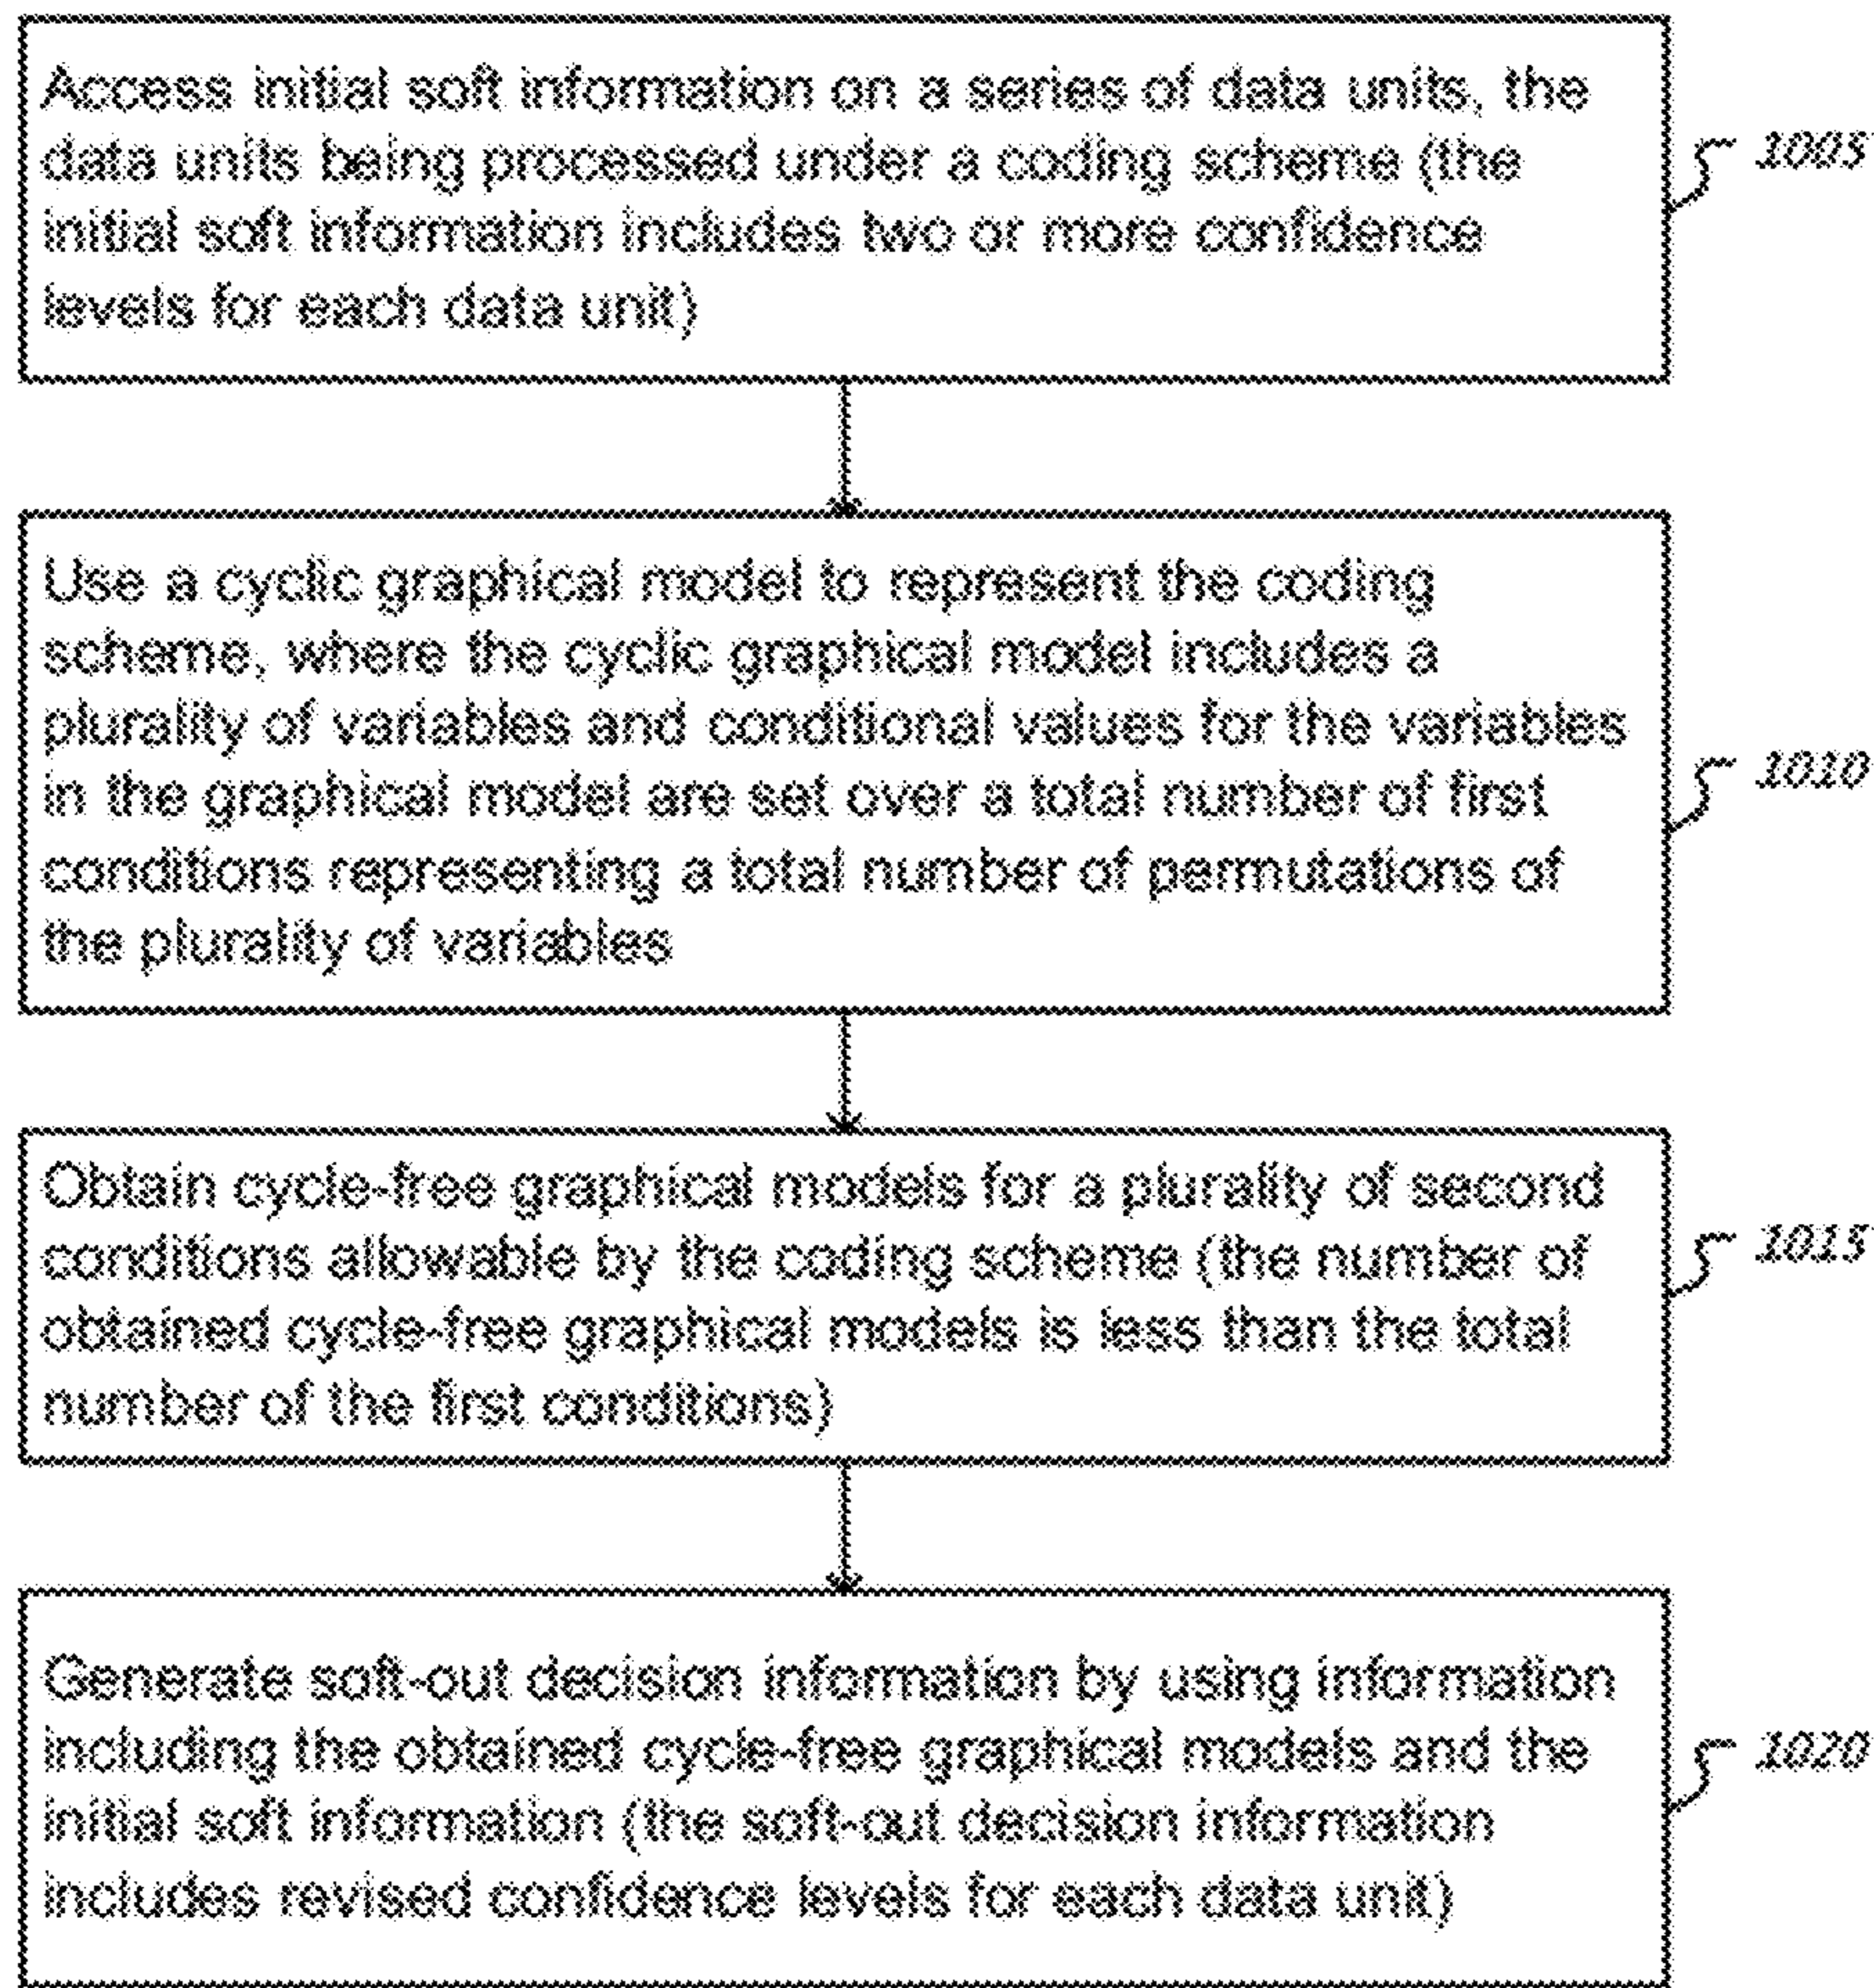 Access initial soft information on a series of data units, the
data units being processed under a coding scheme (the
initial soft information includes two or more confidence
levels for each data unit)
1005
Use a cyclic graphical model to represent the coding
scheme, where the cyclic graphical model includes a
plurality of variables and conditional values for the variables
in the graphical model are set over a total number of first
conditions representing a total number of permutations of
the plurality of variables
1010
Obtain cycle-free graphical models for a plurality of second
conditions allowable by the coding scheme (the number of
obtained cycle-free graphical models is less than the total
number of the first conditions)
1015
Generate soft-out decision information by using information
including the obtained cycle-free graphical models and the
initial soft information (the soft-out decision information
includes revised confidence levels for each data unit)
1020